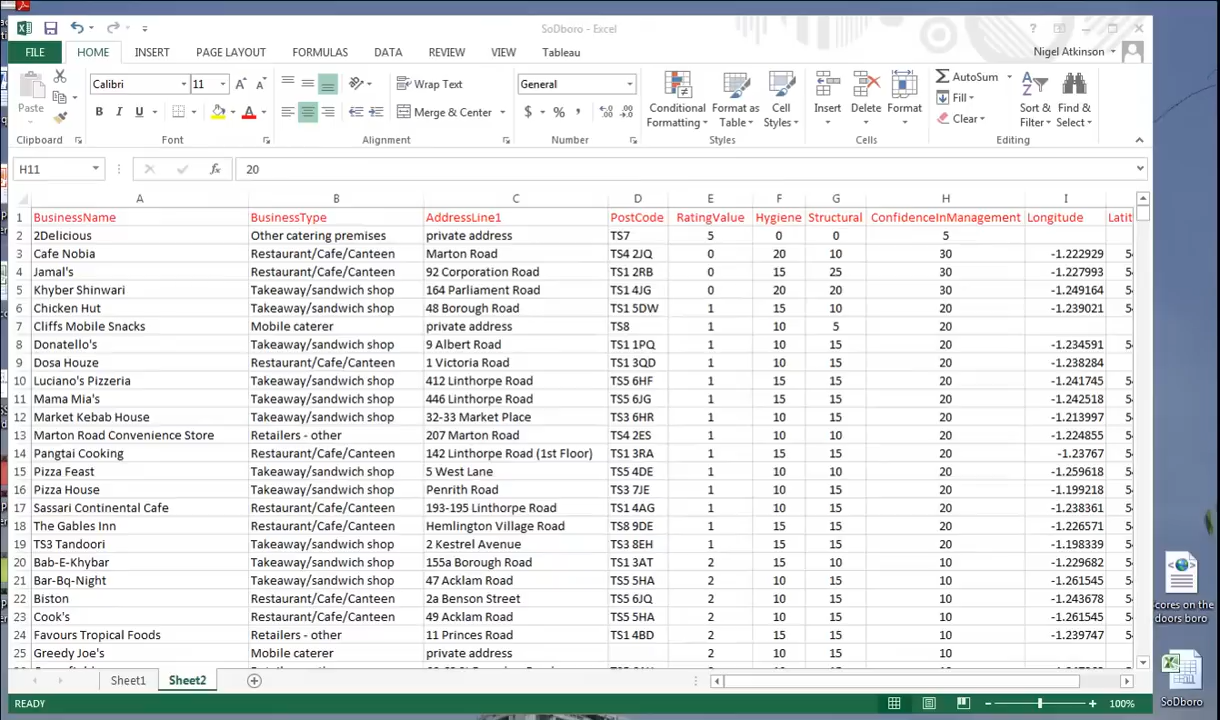 SoDboro - Excel
FILE HOME INSERT PAGE LAYOUT FORMULAS DATA REVIEW VIEW Tableau Nigel Atkinson
Calibri 11 Wrap Text General AutoSum
Paste B I U Merge & Center $ % Conditional Formatting Format as Table Cell Styles Insert Delete Format Fill Clear Sort & Filter Find & Select
Clipboard Font Alignment Number Styles Cells Editing
H11 fx 20
A B C D E F G H I
1 BusinessName BusinessType AddressLine1 PostCode RatingValue Hygiene Structural ConfidenceInManagement Longitude Latit
2 2Delicious Other catering premises private address TS7 5 0 0 5
3 Cafe Nobia Restaurant/Cafe/Canteen Marton Road TS4 2JQ 0 20 10 30 -1.222929
4 Jamal's Restaurant/Cafe/Canteen 92 Corporation Road TS1 2RB 0 15 25 30 -1.227993
5 Khyber Shinwari Takeaway/sandwich shop 164 Parliament Road TS1 4JG 0 20 20 30 -1.249164
6 Chicken Hut Takeaway/sandwich shop 48 Borough Road TS1 5DW 1 15 10 20 -1.239021
7 Cliffs Mobile Snacks Mobile caterer private address TS8 1 10 5 20
8 Donatello's Takeaway/sandwich shop 9 Albert Road TS1 1PQ 1 10 15 20 -1.234591
9 Dosa Houze Restaurant/Cafe/Canteen 1 Victoria Road TS1 3QD 1 10 10 20 -1.238284
10 Luciano's Pizzeria Takeaway/sandwich shop 412 Linthorpe Road TS5 6HF 1 15 15 20 -1.241745
11 Mama Mia's Takeaway/sandwich shop 446 Linthorpe Road TS5 6JG 1 10 15 20 -1.242518
12 Market Kebab House Takeaway/sandwich shop 32-33 Market Place TS3 6HR 1 10 15 20 -1.213997
13 Marton Road Convenience Store Retailers - other 207 Marton Road TS4 2ES 1 10 10 20 -1.224855
14 Pangtai Cooking Restaurant/Cafe/Canteen 142 Linthorpe Road (1st Floor) TS1 3RA 1 15 15 20 -1.23767
15 Pizza Feast Takeaway/sandwich shop 5 West Lane TS5 4DE 1 10 10 20 -1.259618
16 Pizza House Takeaway/sandwich shop Penrith Road TS3 7JE 1 10 15 20 -1.199218
17 Sassari Continental Cafe Restaurant/Cafe/Canteen 193-195 Linthorpe Road TS1 4AG 1 10 15 20 -1.238361
18 The Gables Inn Restaurant/Cafe/Canteen Hemlington Village Road TS8 9DE 1 15 15 20 -1.226571
19 TS3 Tandoori Takeaway/sandwich shop 2 Kestrel Avenue TS3 8EH 1 15 15 20 -1.198339
20 Bab-E-Khybar Takeaway/sandwich shop 155a Borough Road TS1 3AT 2 15 10 10 -1.229682
21 Bar-Bq-Night Takeaway/sandwich shop 47 Acklam Road TS5 5HA 2 15 15 10 -1.261545
22 Biston Restaurant/Cafe/Canteen 2a Benson Street TS5 6JQ 2 10 10 10 -1.243678
23 Cook's Restaurant/Cafe/Canteen 49 Acklam Road TS5 5HA 2 15 15 10 -1.261545
24 Favours Tropical Foods Retailers - other 11 Princes Road TS1 4BD 2 15 15 10 -1.239747
25 Greedy Joe's Mobile caterer private address 2 10 15 10
Sheet1 Sheet2
READY 100%
cores on the
doors boro
SoDboro